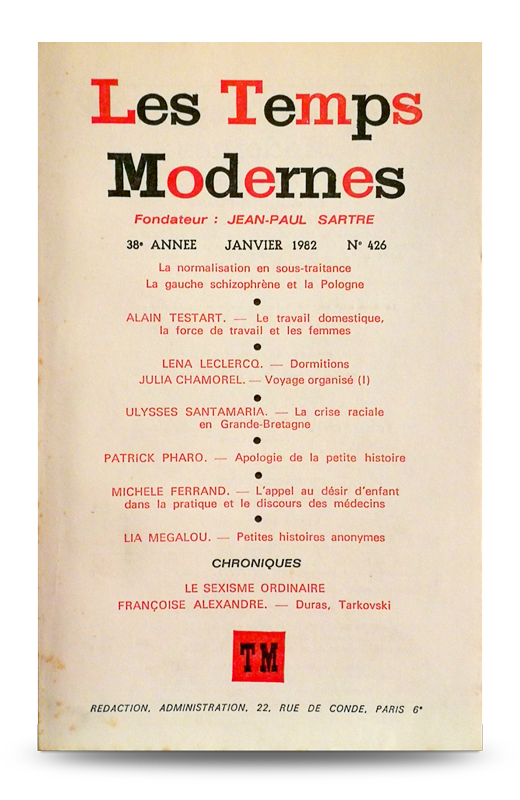 Les Temps
Modernes
Fondateur : JEAN-PAUL SARTRE
38e ANNEE JANVIER 1982 N° 426
La normalisation en sous-traitance
La gauche schizophrène et la Pologne
ALAIN TESTART. — Le travail domestique,
la force de travail et les femmes
LENA LECLERCQ. — Dormitions
JULIA CHAMOREL. — Voyage organisé (I)
ULYSSES SANTAMARIA. — La crise raciale
en Grande-Bretagne
PATRICK PHARO. — Apologie de la petite histoire
MICHELE FERRAND. — L'appel au désir d'enfant
dans la pratique et le discours des médecins
LIA MEGALOU. — Petites histoires anonymes
CHRONIQUES
LE SEXISME ORDINAIRE
FRANÇOISE ALEXANDRE. — Duras, Tarkovski
TM
REDACTION, ADMINISTRATION, 22, RUE DE CONDE, PARIS 6e